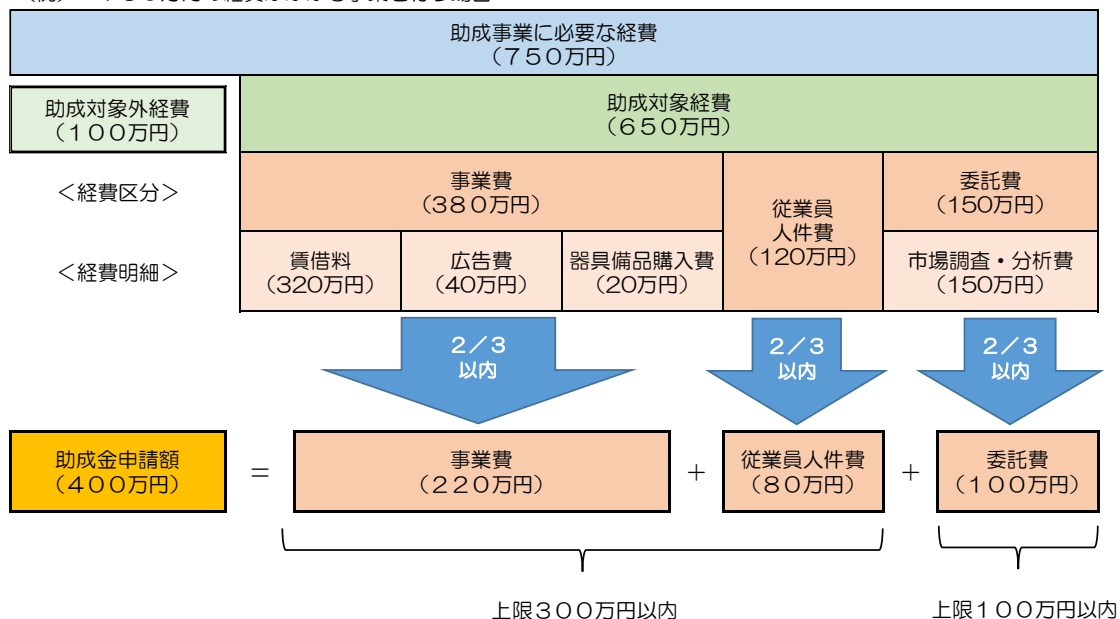 助成事業に必要な経費
（７５０万円）
助成対象外経費
（１００万円）
助成対象経費
（６５０万円）
＜経費区分＞
事業費
（３８０万円）
従業員
人件費
（120万円）
委託費
（150万円）
＜経費明細＞
賃借料
（320万円）
広告費
（40万円）
器具備品購入費
（20万円）
市場調査・分析費
（150万円）
２／３
以内
２／３
以内
２／３
以内
助成金申請額
（４００万円）
＝
事業費
（２２０万円）
＋
従業員人件費
（８０万円）
＋
委託費
（１００万円）
上限３００万円以内
上限１００万円以内